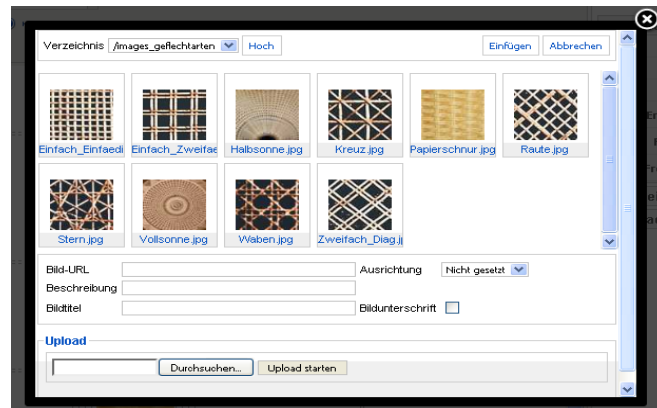 Verzeichnis /images_geflechtarten Hoch Einfügen Abbrechen
Einfach_Einfaedi Einfach_Zweifae Halbsonne.jpg Kreuz.jpg Papierschnur.jpg Raute.jpg
Stern.jpg Vollsonne.jpg Waben.jpg Zweifach_Diag.j
Bild-URL Ausrichtung Nicht gesetzt
Beschreibung
Bildtitel Bildunterschrift
Upload
Durchsuchen... Upload starten